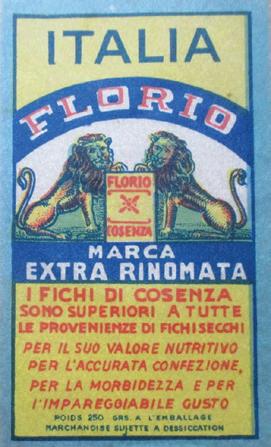 ITALIA
FLORIO
FLORIO
COSENZA
MARCA
EXTRA RINOMATA
I FICHI DI COSENZA
SONO SUPERIORI A TUTTE
LE PROVENIENZE DI FICHI SECCHI
PER IL SUO VALORE NUTRITIVO
PER L'ACCURATA CONFEZIONE,
PER LA MORBIDEZZA E PER
L'IMPAREGGIABILE GUSTO
POIDS 250 GRS. A L'EMBALLAGE
MARCHANDISE SUJETTE A DESSICCATION